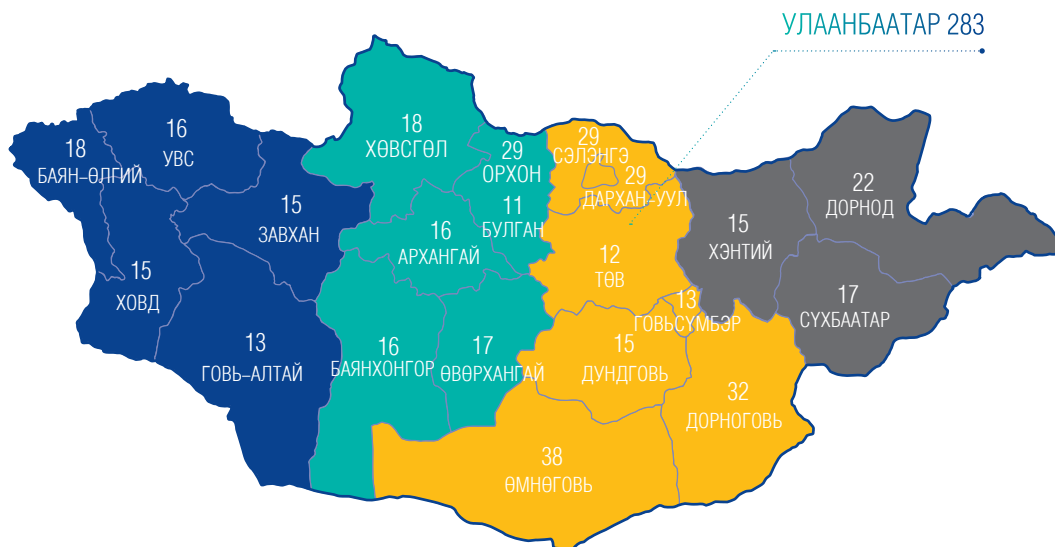 УЛААНБААТАР 283
18
БАЯН-ӨЛГИЙ
16
УВС
15
ЗАВХАН
15
ХОВД
13
ГОВЬ-АЛТАЙ
18
ХӨВСГӨЛ
29
ОРХОН
11
БУЛГАН
16
АРХАНГАЙ
16
БАЯНХОНГОР
17
ӨВӨРХАНГАЙ
29
СЭЛЭНГЭ
29
ДАРХАН-УУЛ
12
ТӨВ
13
ГОВЬСҮМБЭР
15
ДУНДГОВЬ
32
ДОРНОГОВЬ
38
ӨМНӨГОВЬ
15
ХЭНТИЙ
22
ДОРНОД
17
СҮХБААТАР